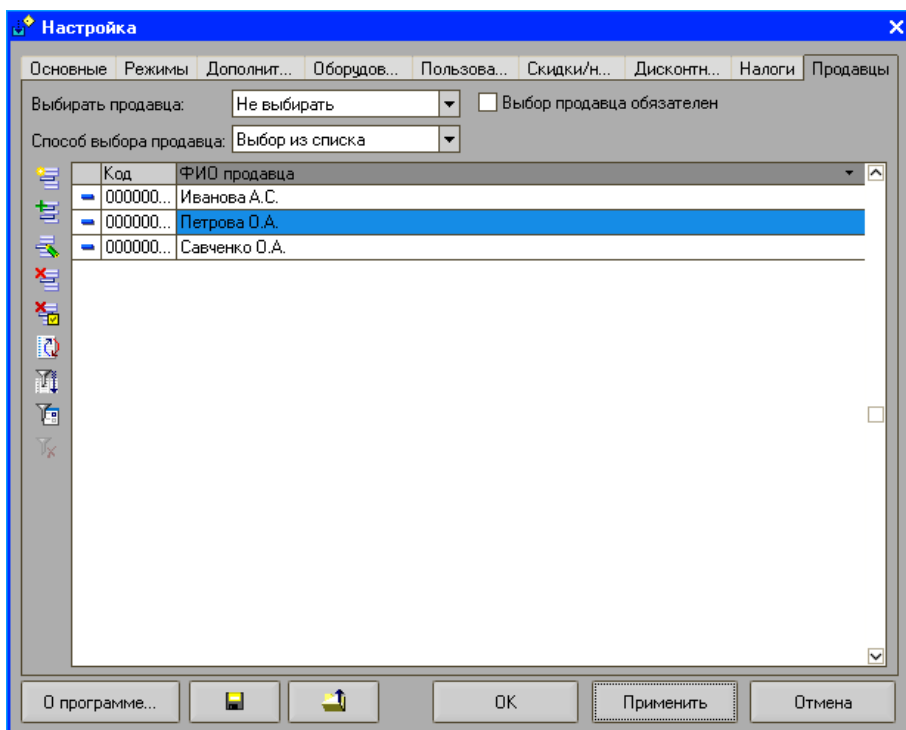 Настройка
Основные Режимы Дополнит... Оборудов... Пользова... Скидки/н... Дисконтн... Налоги Продавцы
Выбирать продавца: Не выбирать Выбор продавца обязателен
Способ выбора продавца: Выбор из списка
Код ФИО продавца
000000... Иванова А.С.
000000... Петрова О.А.
000000... Савченко О.А.
О программе... OK Применить Отмена